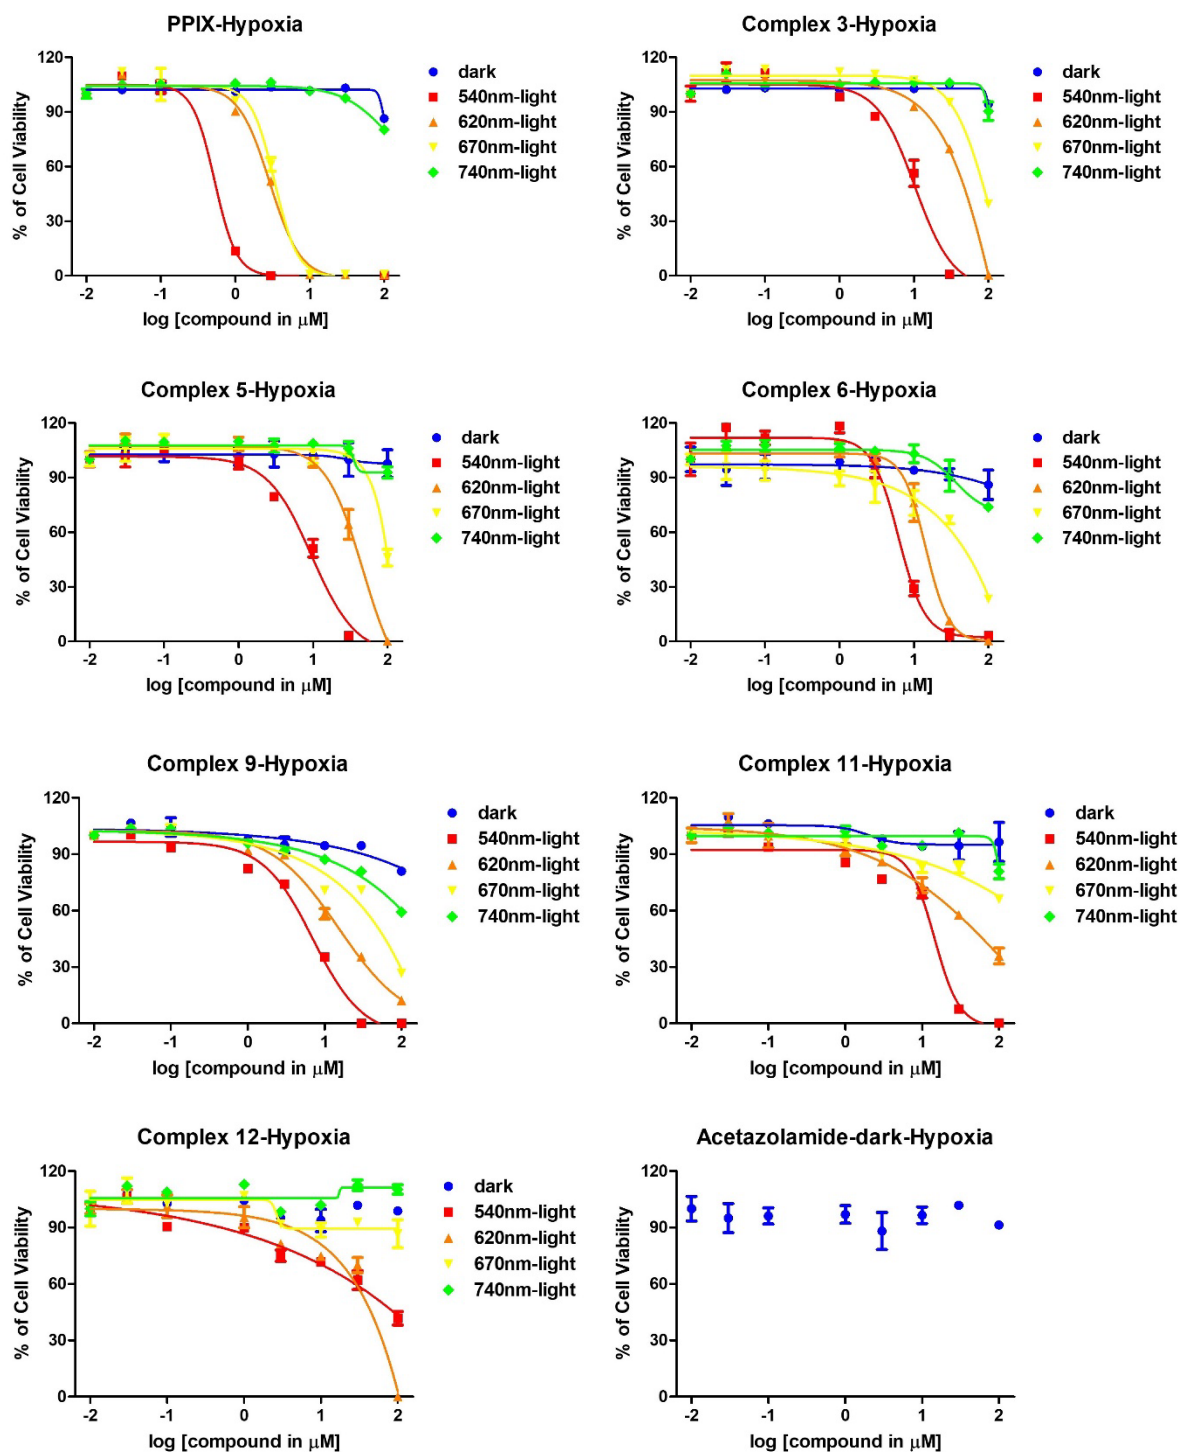 PPIX-Hypoxia
% of Cell Viability
120
90
60
30
0
-2 -1 0 1 2
log [compound in μM]
dark
540nm-light
620nm-light
670nm-light
740nm-light
Complex 3-Hypoxia
% of Cell Viability
120
90
60
30
0
-2 -1 0 1 2
log [compound in μM]
dark
540nm-light
620nm-light
670nm-light
740nm-light
Complex 5-Hypoxia
% of Cell Viability
120
90
60
30
0
-2 -1 0 1 2
log [compound in μM]
dark
540nm-light
620nm-light
670nm-light
740nm-light
Complex 6-Hypoxia
% of Cell Viability
120
90
60
30
0
-2 -1 0 1 2
log [compound in μM]
dark
540nm-light
620nm-light
670nm-light
740nm-light
Complex 9-Hypoxia
% of Cell Viability
120
90
60
30
0
-2 -1 0 1 2
log [compound in μM]
dark
540nm-light
620nm-light
670nm-light
740nm-light
Complex 11-Hypoxia
% of Cell Viability
120
90
60
30
0
-2 -1 0 1 2
log [compound in μM]
dark
540nm-light
620nm-light
670nm-light
740nm-light
Complex 12-Hypoxia
% of Cell Viability
120
90
60
30
0
-2 -1 0 1 2
log [compound in μM]
dark
540nm-light
620nm-light
670nm-light
740nm-light
Acetazolamide-dark-Hypoxia
% of Cell Viability
120
90
60
30
0
-2 -1 0 1 2
log [compound in μM]